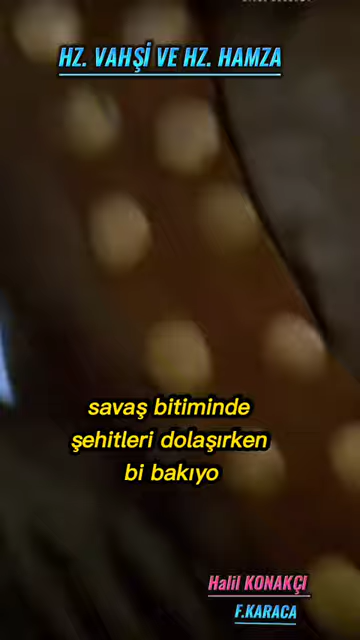 HZ. VAHŞİ VE HZ. HAMZA
savaş bitiminde
şehitleri dolaşırken
bi bakıyo
Halil KONAKÇI
F.KARACA